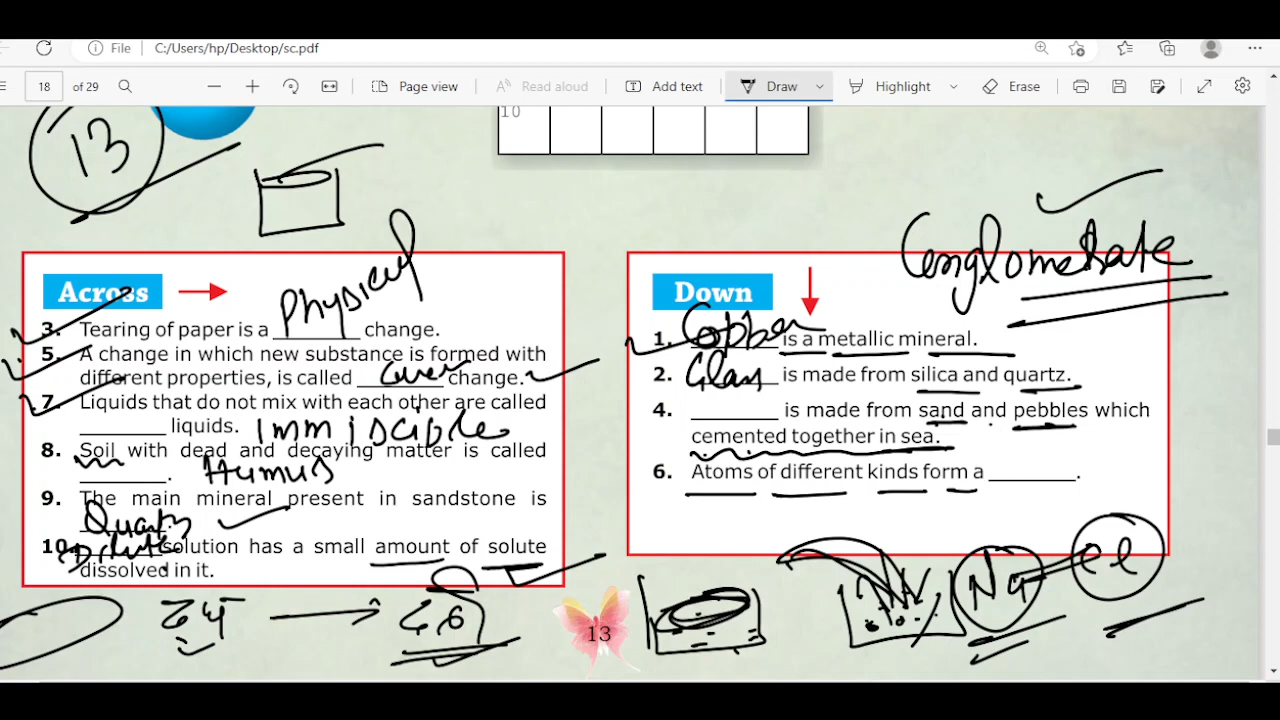 File C:/Users/hp/Desktop/sc.pdf
18 of 29 Page view Read aloud Add text Draw Highlight Erase
10
13
Conglomerate
Across
Physical
3. Tearing of paper is a ________ change.
5. A change in which new substance is formed with
different properties, is called ________ change.
7. Liquids that do not mix with each other are called
________ liquids. Immiscible
8. Soil with dead and decaying matter is called
________. Humus
9. The main mineral present in sandstone is
Quartz
10. Dilute solution has a small amount of solute
dissolved in it.
Down
1. Copper is a metallic mineral.
2. Glass is made from silica and quartz.
4. ________ is made from sand and pebbles which
cemented together in sea.
6. Atoms of different kinds form a ________.
Na Cl
13